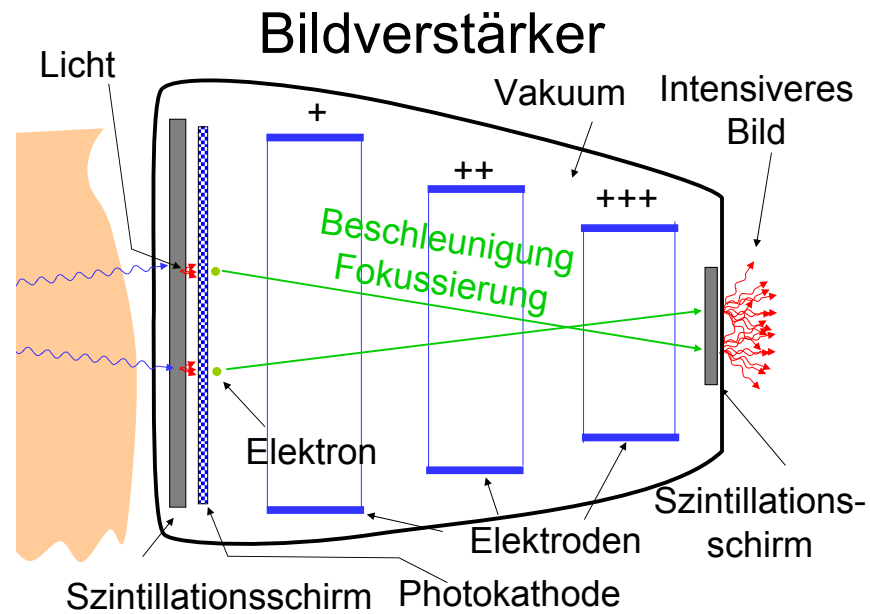 Bildverstärker
Licht
Vakuum
Intensiveres
Bild
+
++
+++
Beschleunigung
Fokussierung
Elektron
Elektroden
Szintillations-
schirm
Szintillationsschirm
Photokathode